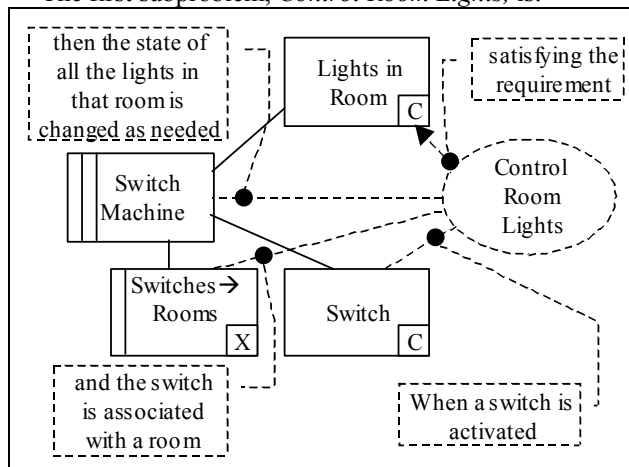 The first subproblem, Control Room Lights, is:
then the state of
all the lights in
that room is
changed as needed
Lights in
Room
C
satisfying the
requirement
Switch
Machine
Control
Room
Lights
Switches→
Rooms
X
Switch
C
and the switch
is associated
with a room
When a switch is
activated